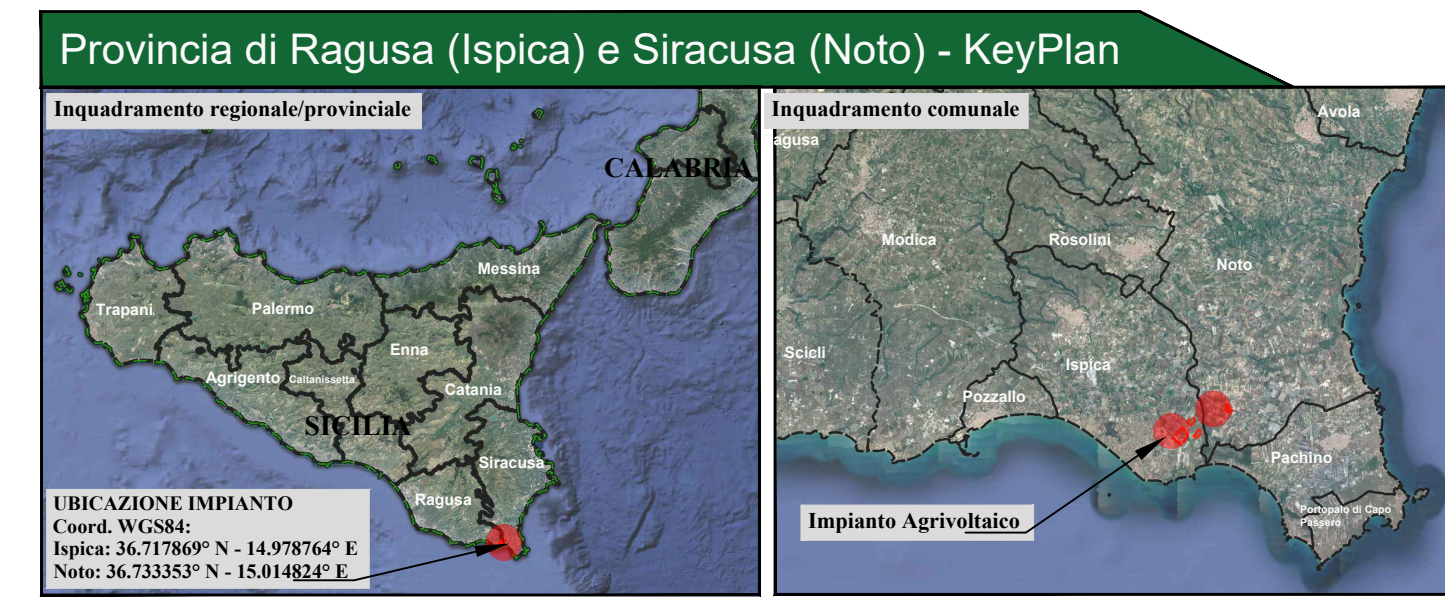 Provincia di Ragusa (Ispica) e Siracusa (Noto) - KeyPlan
Inquadramento regionale/provinciale
CALABRIA
Messina
Trapani
Palermo
Enna
Agrigento
Caltanissetta
Catania
SICILIA
Siracusa
Ragusa
UBICAZIONE IMPIANTO
Coord. WGS84:
Ispica: 36.717869° N - 14.978764° E
Noto: 36.733353° N - 15.014824° E
Inquadramento comunale
Avola
agusa
Modica
Rosolini
Noto
Scicli
Ispica
Pozzallo
Pachino
Portopalo di Capo
Passero
Impianto Agrivoltaico